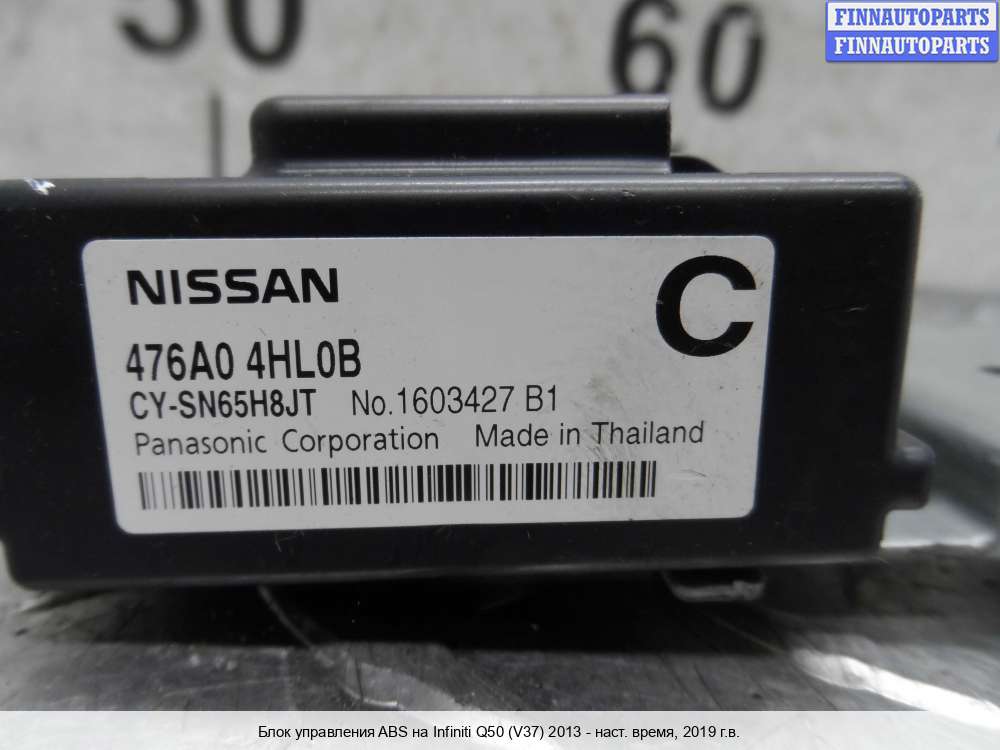 50
60
FINNAUTOPARTS
FINNAUTOPARTS
NISSAN
C
476A0 4HL0B
CY-SN65H8JT No.1603427 B1
Panasonic Corporation Made in Thailand
Блок управления ABS на Infiniti Q50 (V37) 2013 - наст. время, 2019 г.в.